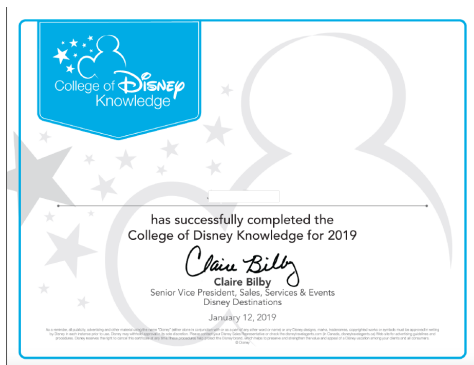 College of Disney
Knowledge
has successfully completed the
College of Disney Knowledge for 2019
Claire Bilby
Claire Bilby
Senior Vice President, Sales, Services & Events
Disney Destinations
January 12, 2019